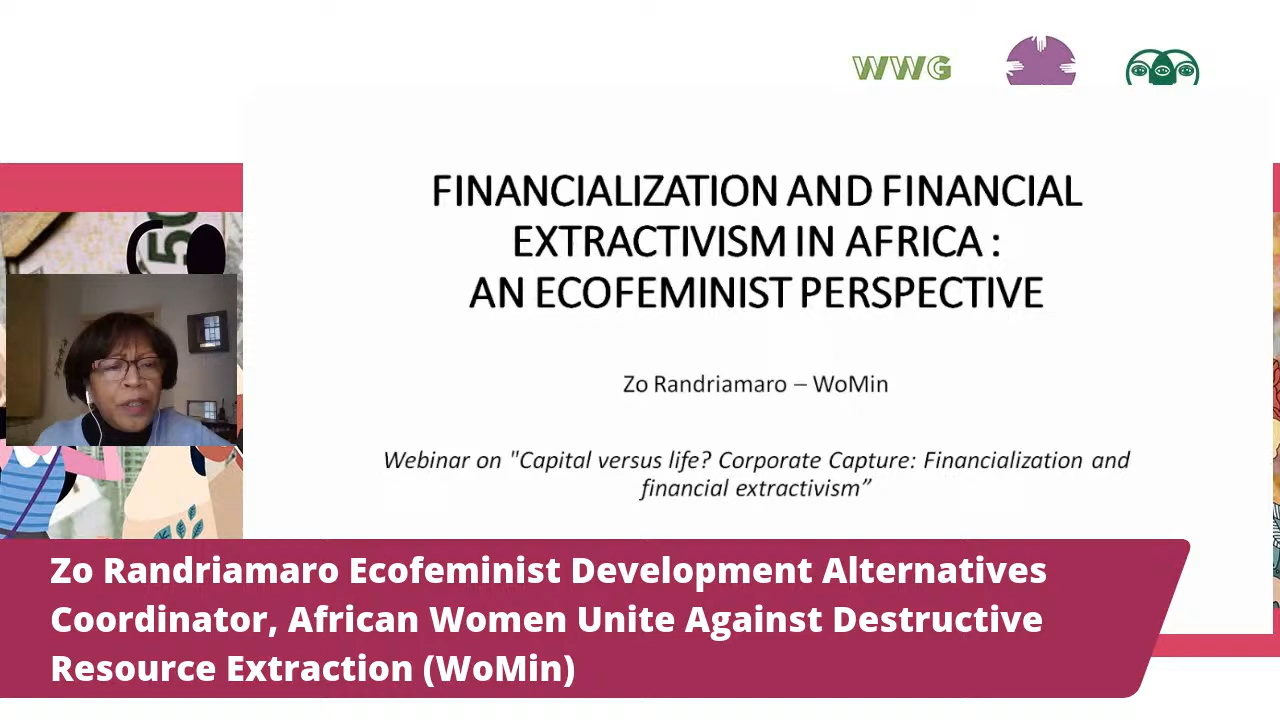 WWG
50
FINANCIALIZATION AND FINANCIAL
EXTRACTIVISM IN AFRICA :
AN ECOFEMINIST PERSPECTIVE
Zo Randriamaro – WoMin
Webinar on "Capital versus life? Corporate Capture: Financialization and
financial extractivism”
Zo Randriamaro Ecofeminist Development Alternatives
Coordinator, African Women Unite Against Destructive
Resource Extraction (WoMin)